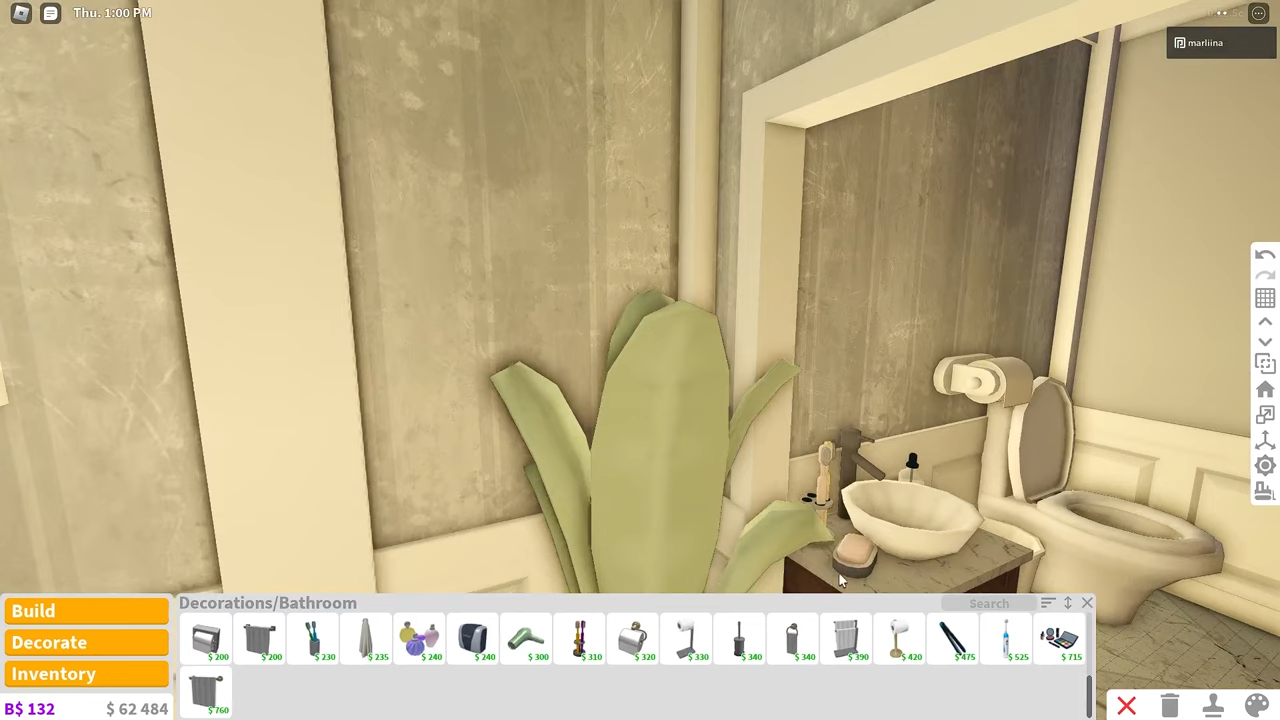 Thu. 1:00 PM
marliina
Decorations/Bathroom
Search
Build
Decorate
Inventory
B$ 132
$ 62 484
$ 200
$ 200
$ 230
$ 235
$ 240
$ 240
$ 300
$ 310
$ 320
$ 330
$ 340
$ 340
$ 390
$ 420
$ 475
$ 525
$ 715
$ 760